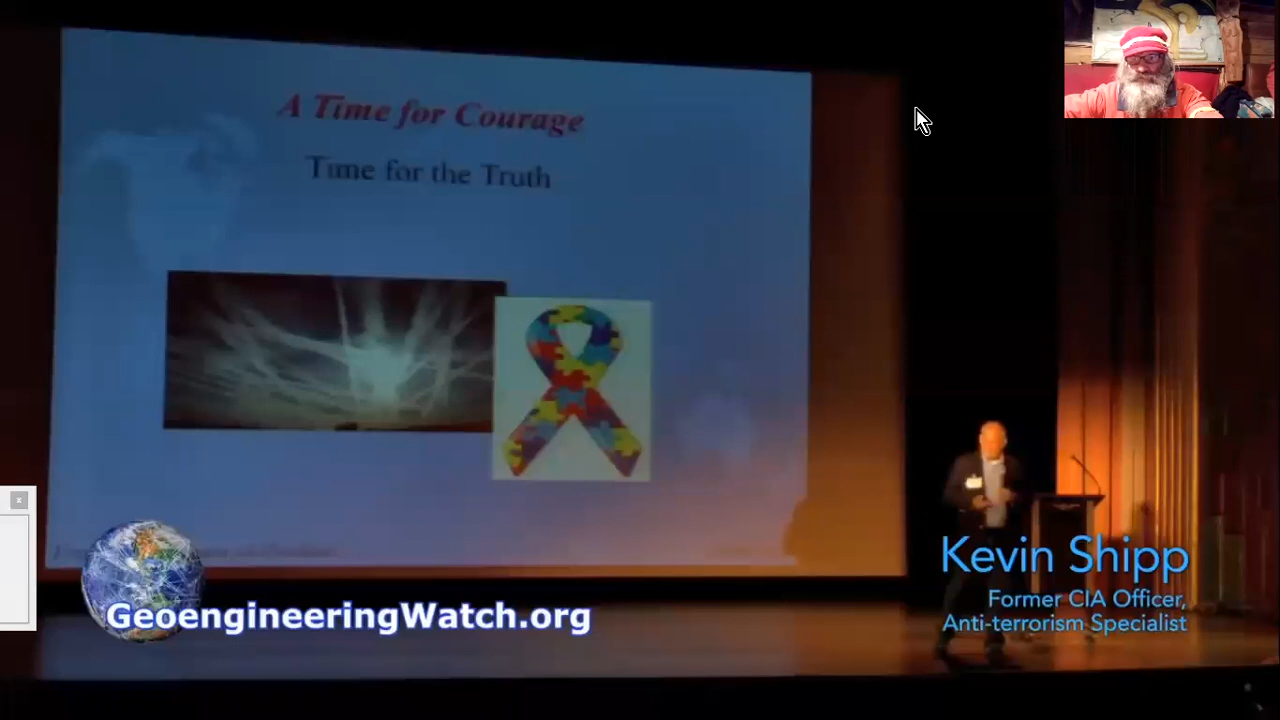 A Time for Courage
Time for the Truth
x
GeoengineeringWatch.org
Kevin Shipp
Former CIA Officer,
Anti-terrorism Specialist